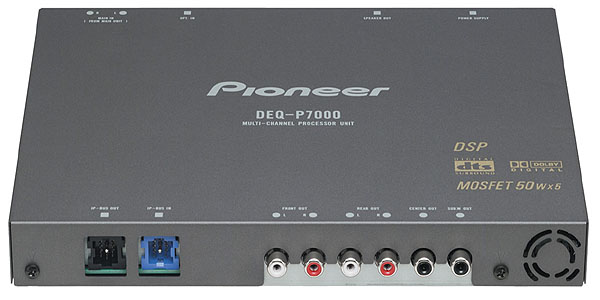 MAIN IN
R L
( FROM MAIN UNIT )
OPT. IN
SPEAKER OUT
POWER SUPPLY
Pioneer
DEQ-P7000
MULTI-CHANNEL PROCESSOR UNIT
DSP
DIGITAL
dts
SURROUND
DOLBY
DIGITAL
MOSFET 50Wx5
IP-BUS OUT
IP-BUS IN
FRONT OUT
L R
REAR OUT
L R
CENTER OUT
SUB.W OUT